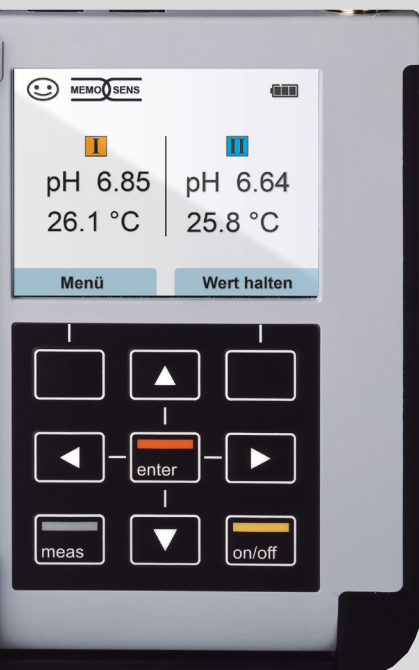 MEMO SENS
I II
pH 6.85 pH 6.64
26.1 °C 25.8 °C
Menü Wert halten
enter
meas on/off